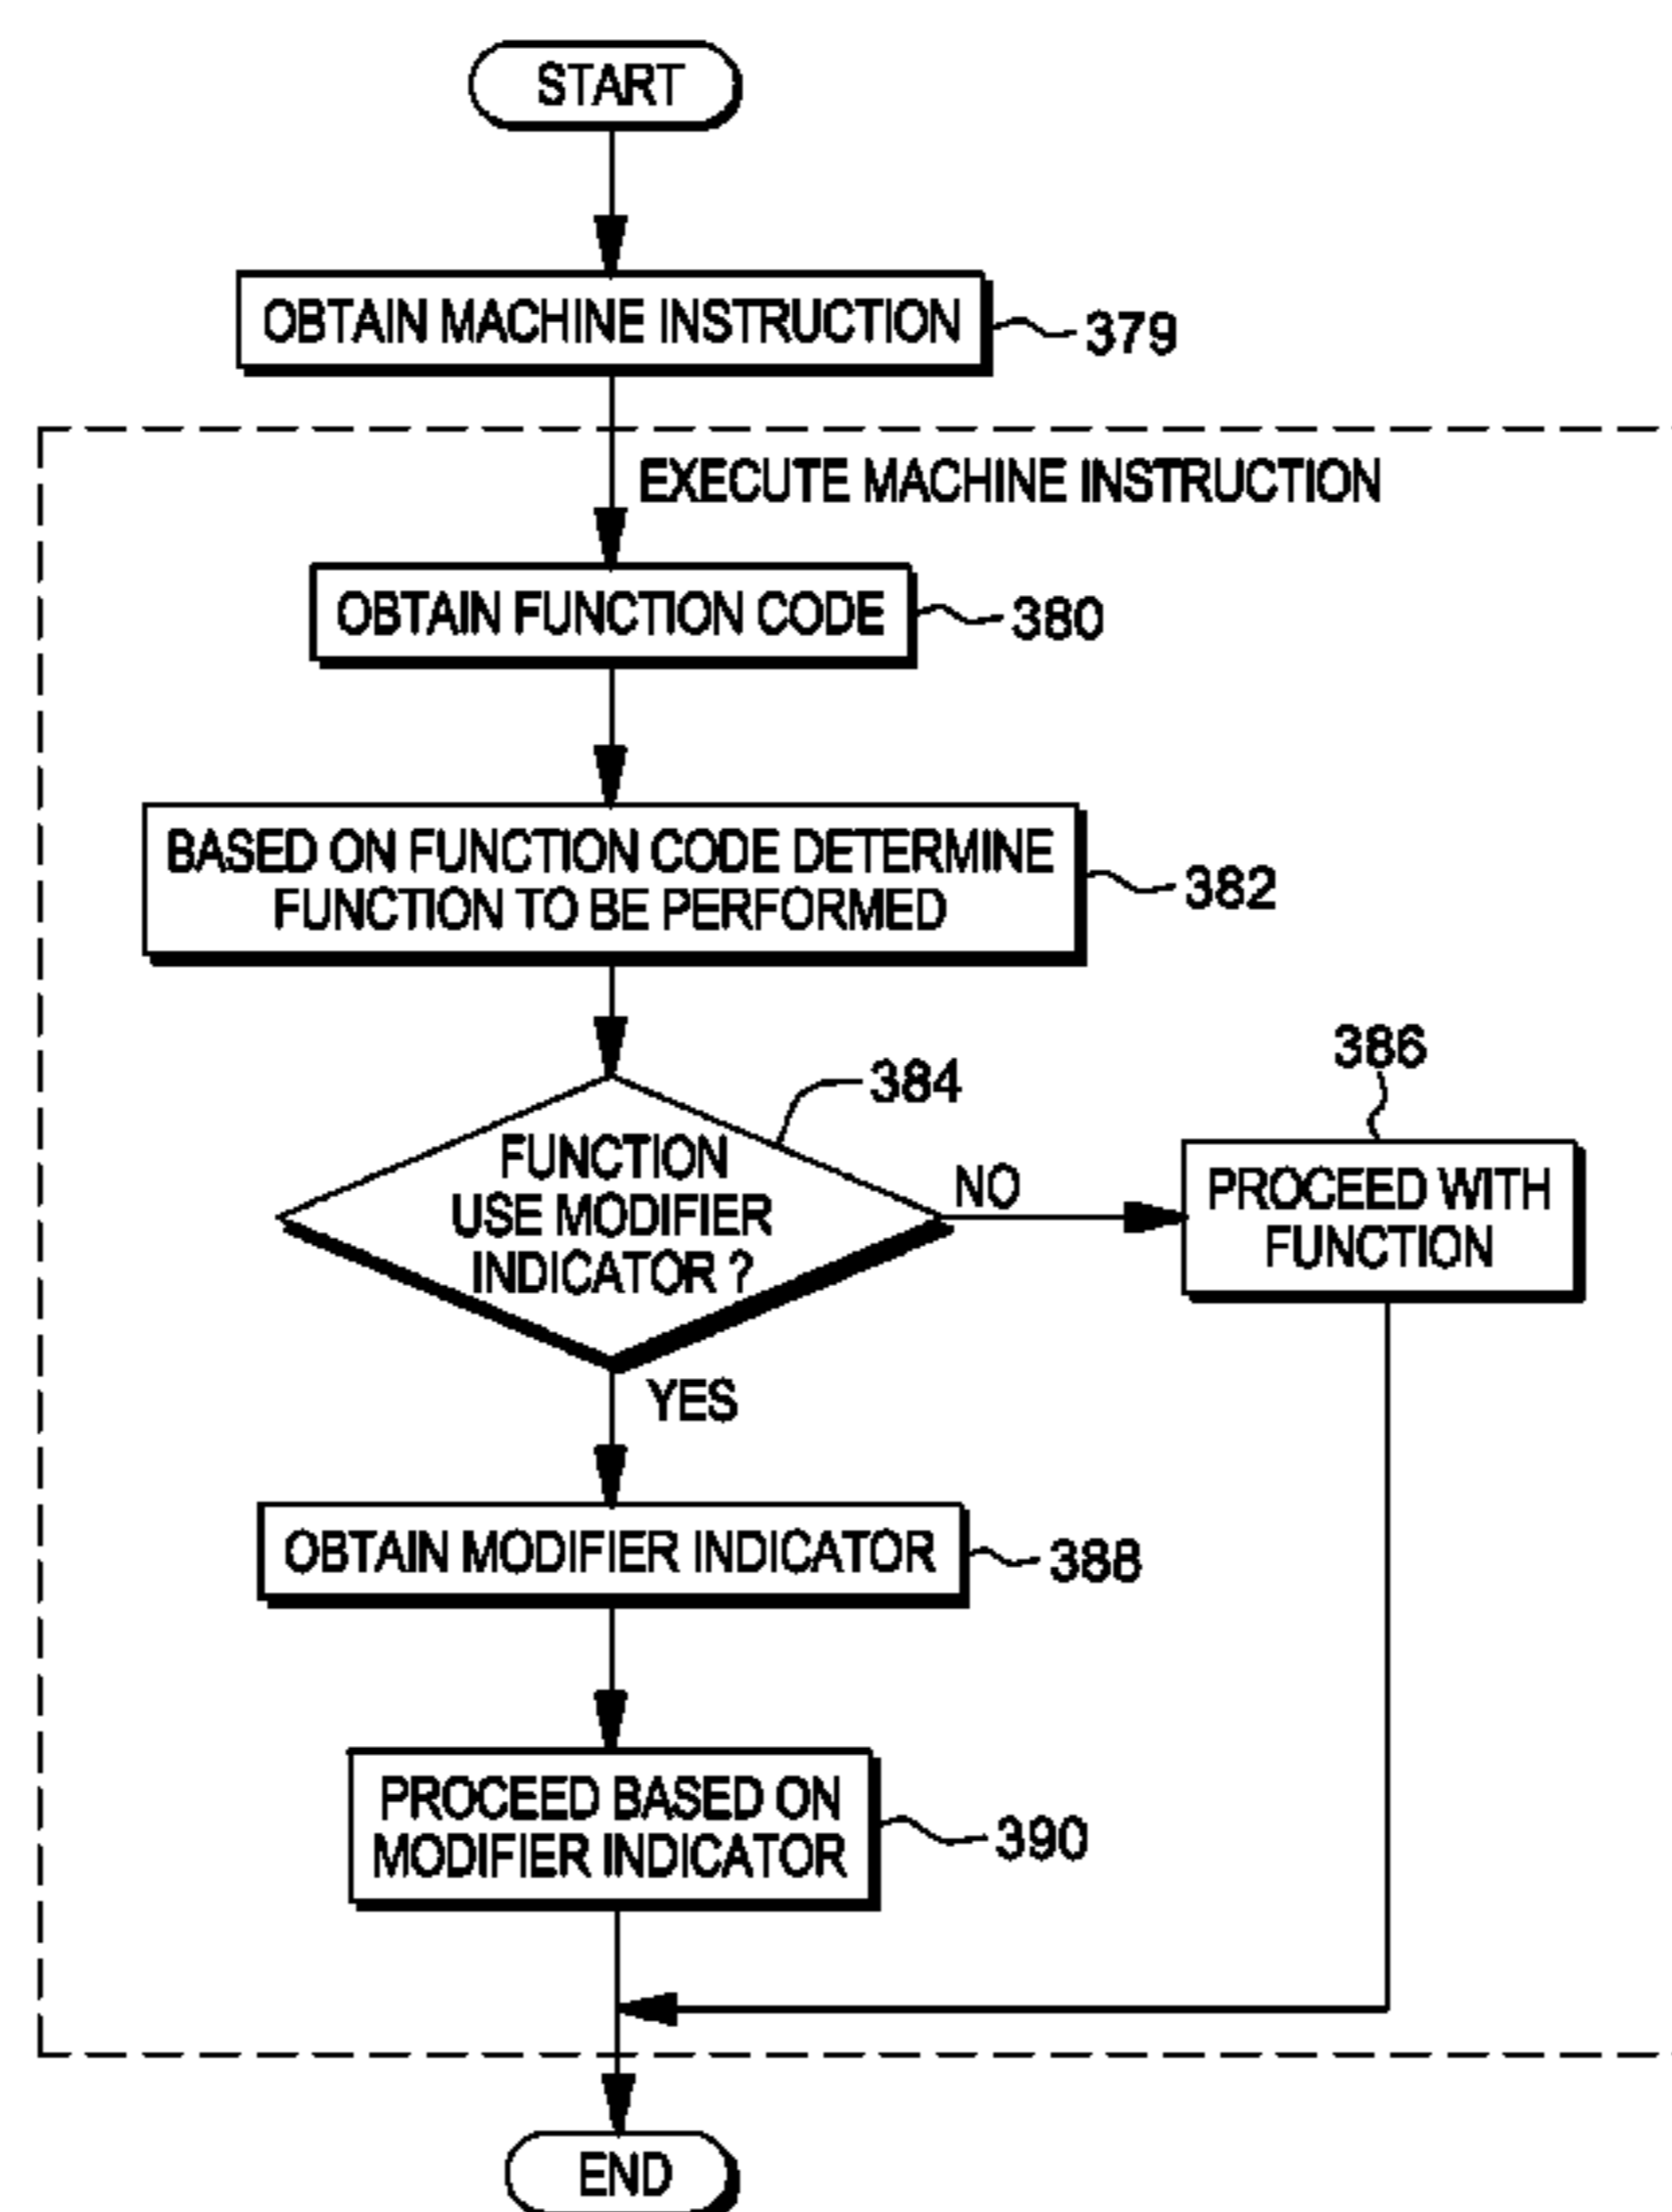 START
OBTAIN MACHINE INSTRUCTION
379
EXECUTE MACHINE INSTRUCTION
OBTAIN FUNCTION CODE
380
BASED ON FUNCTION CODE DETERMINE
FUNCTION TO BE PERFORMED
382
384
FUNCTION
USE MODIFIER
INDICATOR ?
NO
386
PROCEED WITH
FUNCTION
YES
OBTAIN MODIFIER INDICATOR
388
PROCEED BASED ON
MODIFIER INDICATOR
390
END